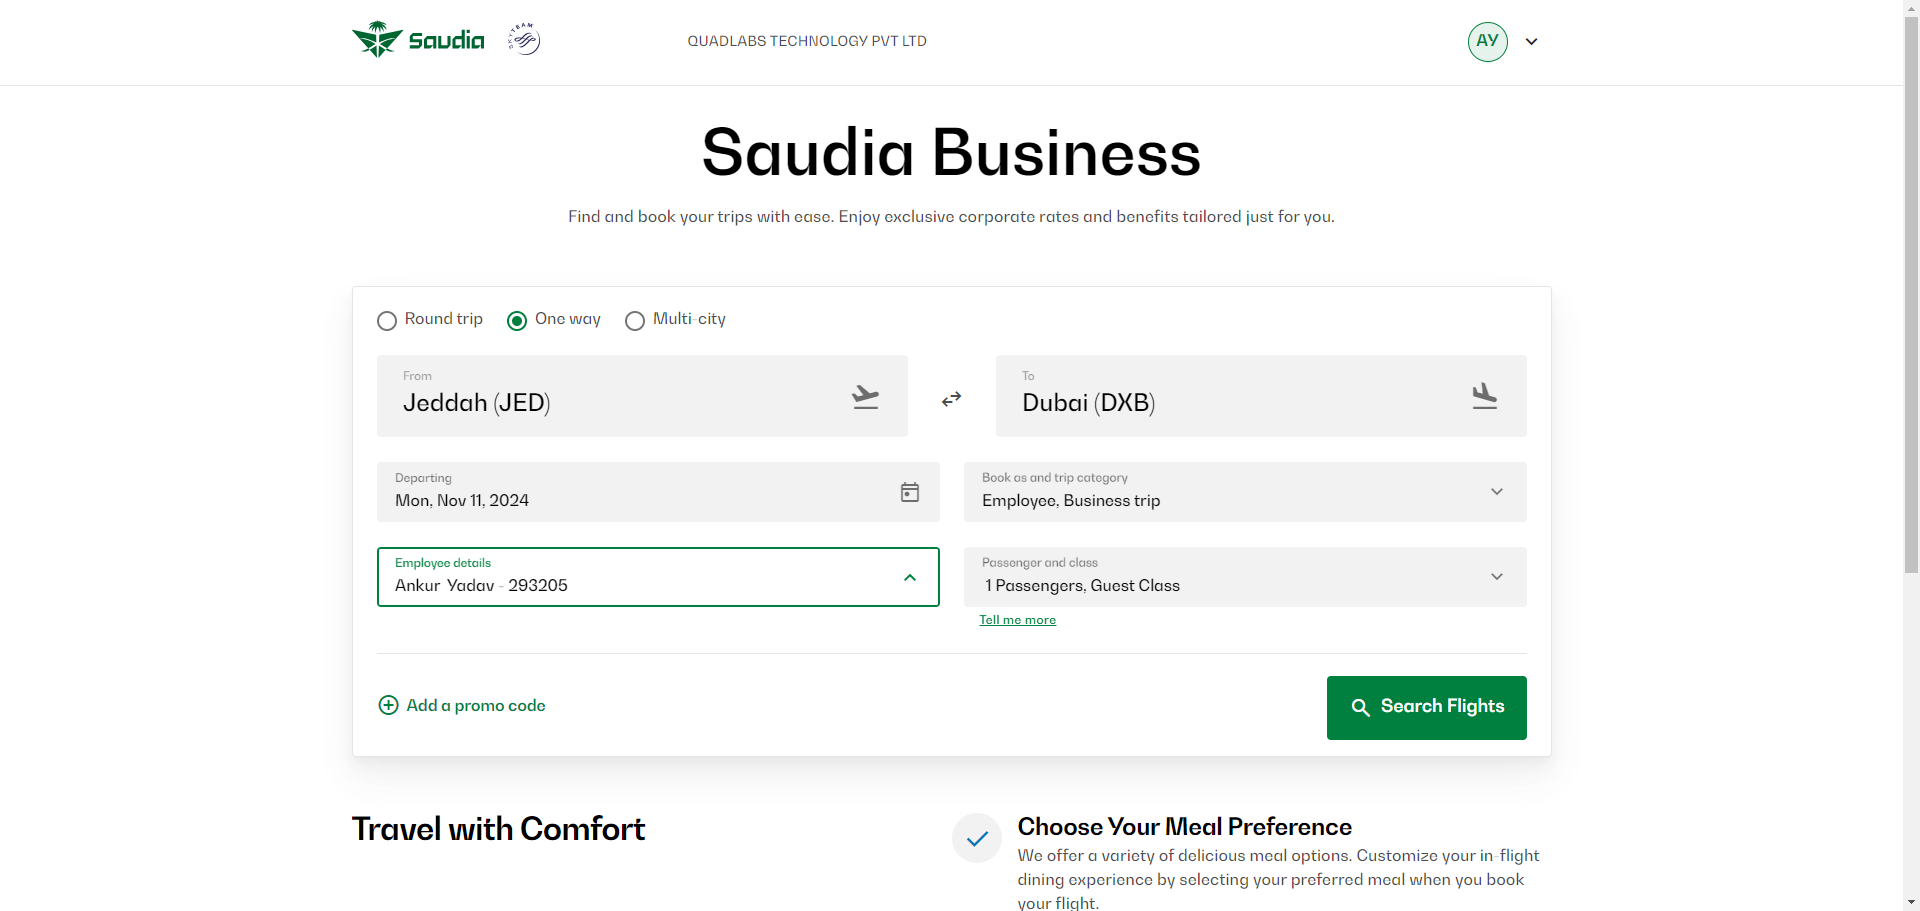 Saudia
SKYTEAM
QUADLABS TECHNOLOGY PVT LTD
AY
Saudia Business
Find and book your trips with ease. Enjoy exclusive corporate rates and benefits tailored just for you.
Round trip
One way
Multi-city
From
Jeddah (JED)
To
Dubai (DXB)
Departing
Mon, Nov 11, 2024
Book as and trip category
Employee, Business trip
Employee details
Ankur Yadav - 293205
Passenger and class
1 Passengers, Guest Class
Tell me more
Add a promo code
Search Flights
Travel with Comfort
Choose Your Meal Preference
We offer a variety of delicious meal options. Customize your in-flight
dining experience by selecting your preferred meal when you book
your flight.